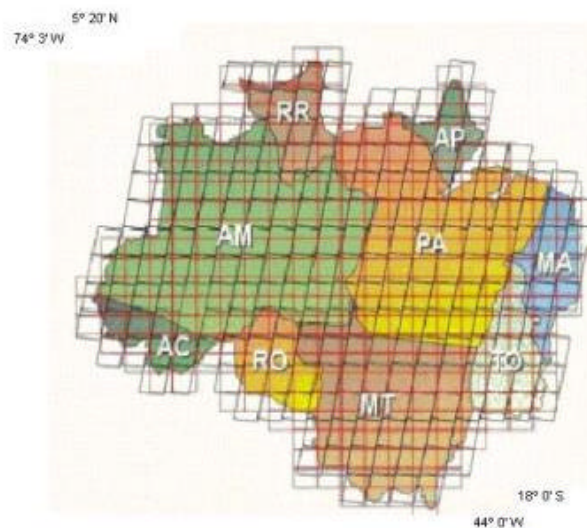 5° 20' N
74° 3' W
RR
AP
AM
PA
MA
AC
RO
TO
MT
18° 0' S
44° 0' W